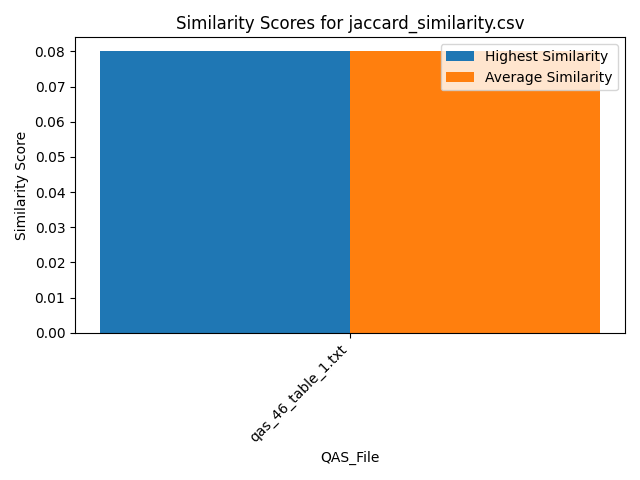 Similarity Scores for jaccard_similarity.csv
Highest Similarity
Average Similarity
Similarity Score
0.08
0.07
0.06
0.05
0.04
0.03
0.02
0.01
0.00
qas_46_table_1.txt
QAS_File